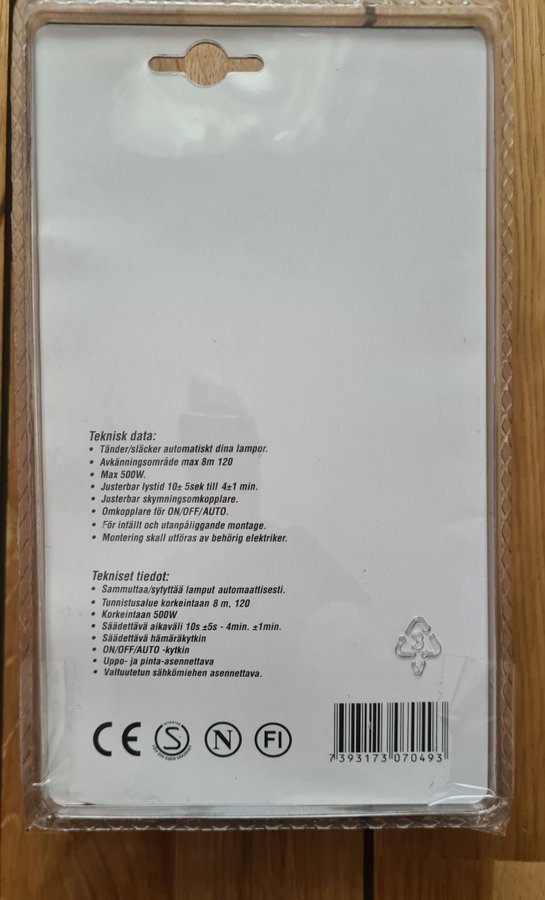 Teknisk data:
• Tänder/släcker automatiskt dina lampor.
• Avkänningsområde max 8m 120
• Max 500W.
• Justerbar lystid 10± 5sek till 4±1 min.
• Justerbar skymningsomkopplare.
• Omkopplare för ON/OFF/AUTO.
• För infällt och utanpåliggande montage.
• Montering skall utföras av behörig elektriker.
Tekniset tiedot:
• Sammuttaa/sytyttää lamput automaattisesti.
• Tunnistusalue korkeintaan 8 m, 120
• Korkeintaan 500W
• Säädettävä aikaväli 10s ±5s - 4min. ±1min.
• Säädettävä hämäräkytkin
• ON/OFF/AUTO -kytkin
• Uppo- ja pinta-asennettava
• Valtuutetun sähkömiehen asennettava.
3
CE S N FI
7 393173 070493